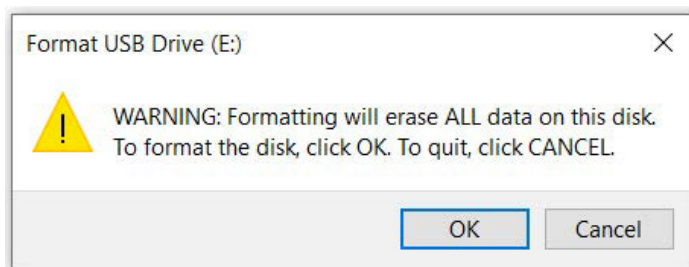 Format USB Drive (E:)
WARNING: Formatting will erase ALL data on this disk.
To format the disk, click OK. To quit, click CANCEL.
OK Cancel